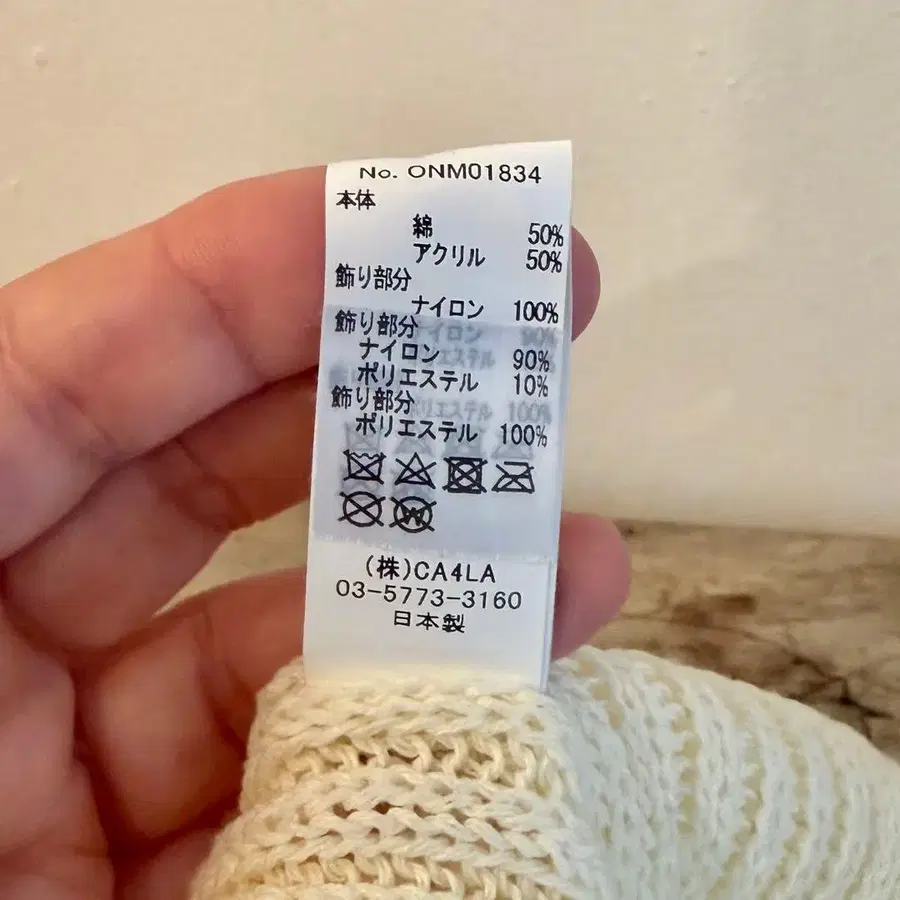 No. ONM01834
本体
綿 50%
アクリル 50%
飾り部分
ナイロン 100%
飾り部分
ナイロン 90%
ポリエステル 10%
飾り部分
ポリエステル 100%
(株)CA4LA
03-5773-3160
日本製